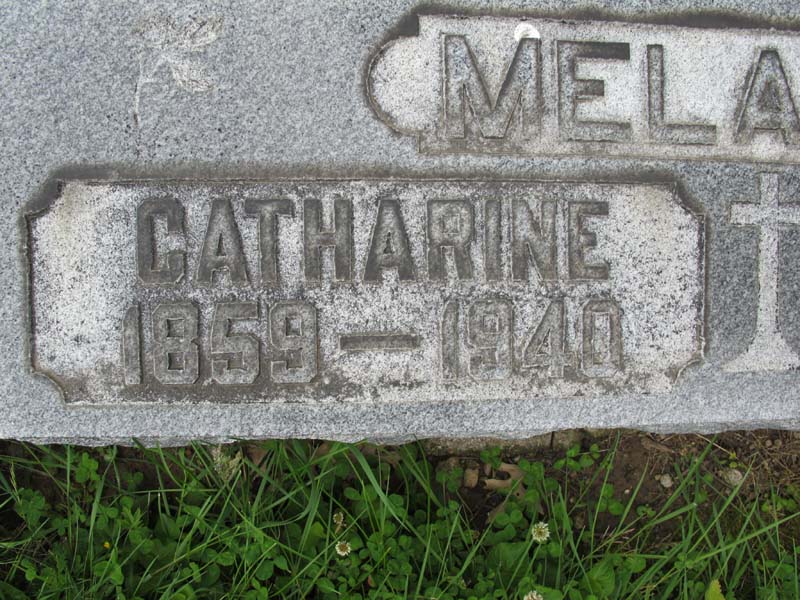 MELA
CATHARINE
1859 — 1940